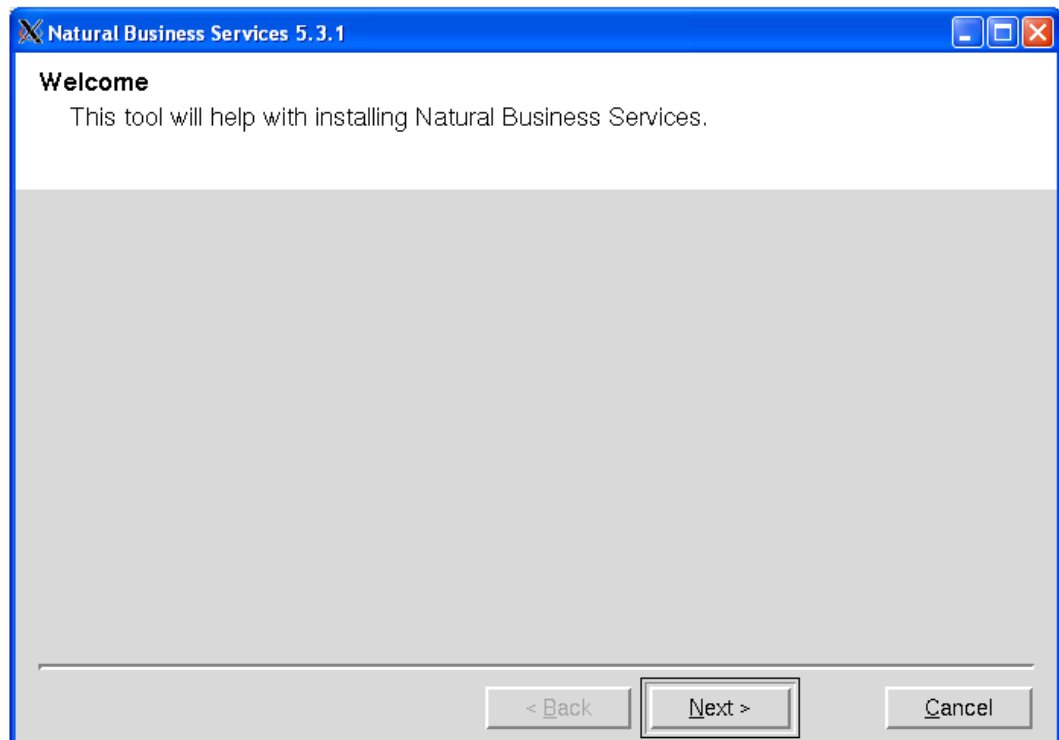 Natural Business Services 5.3.1
Welcome
This tool will help with installing Natural Business Services.
< Back
Next >
Cancel